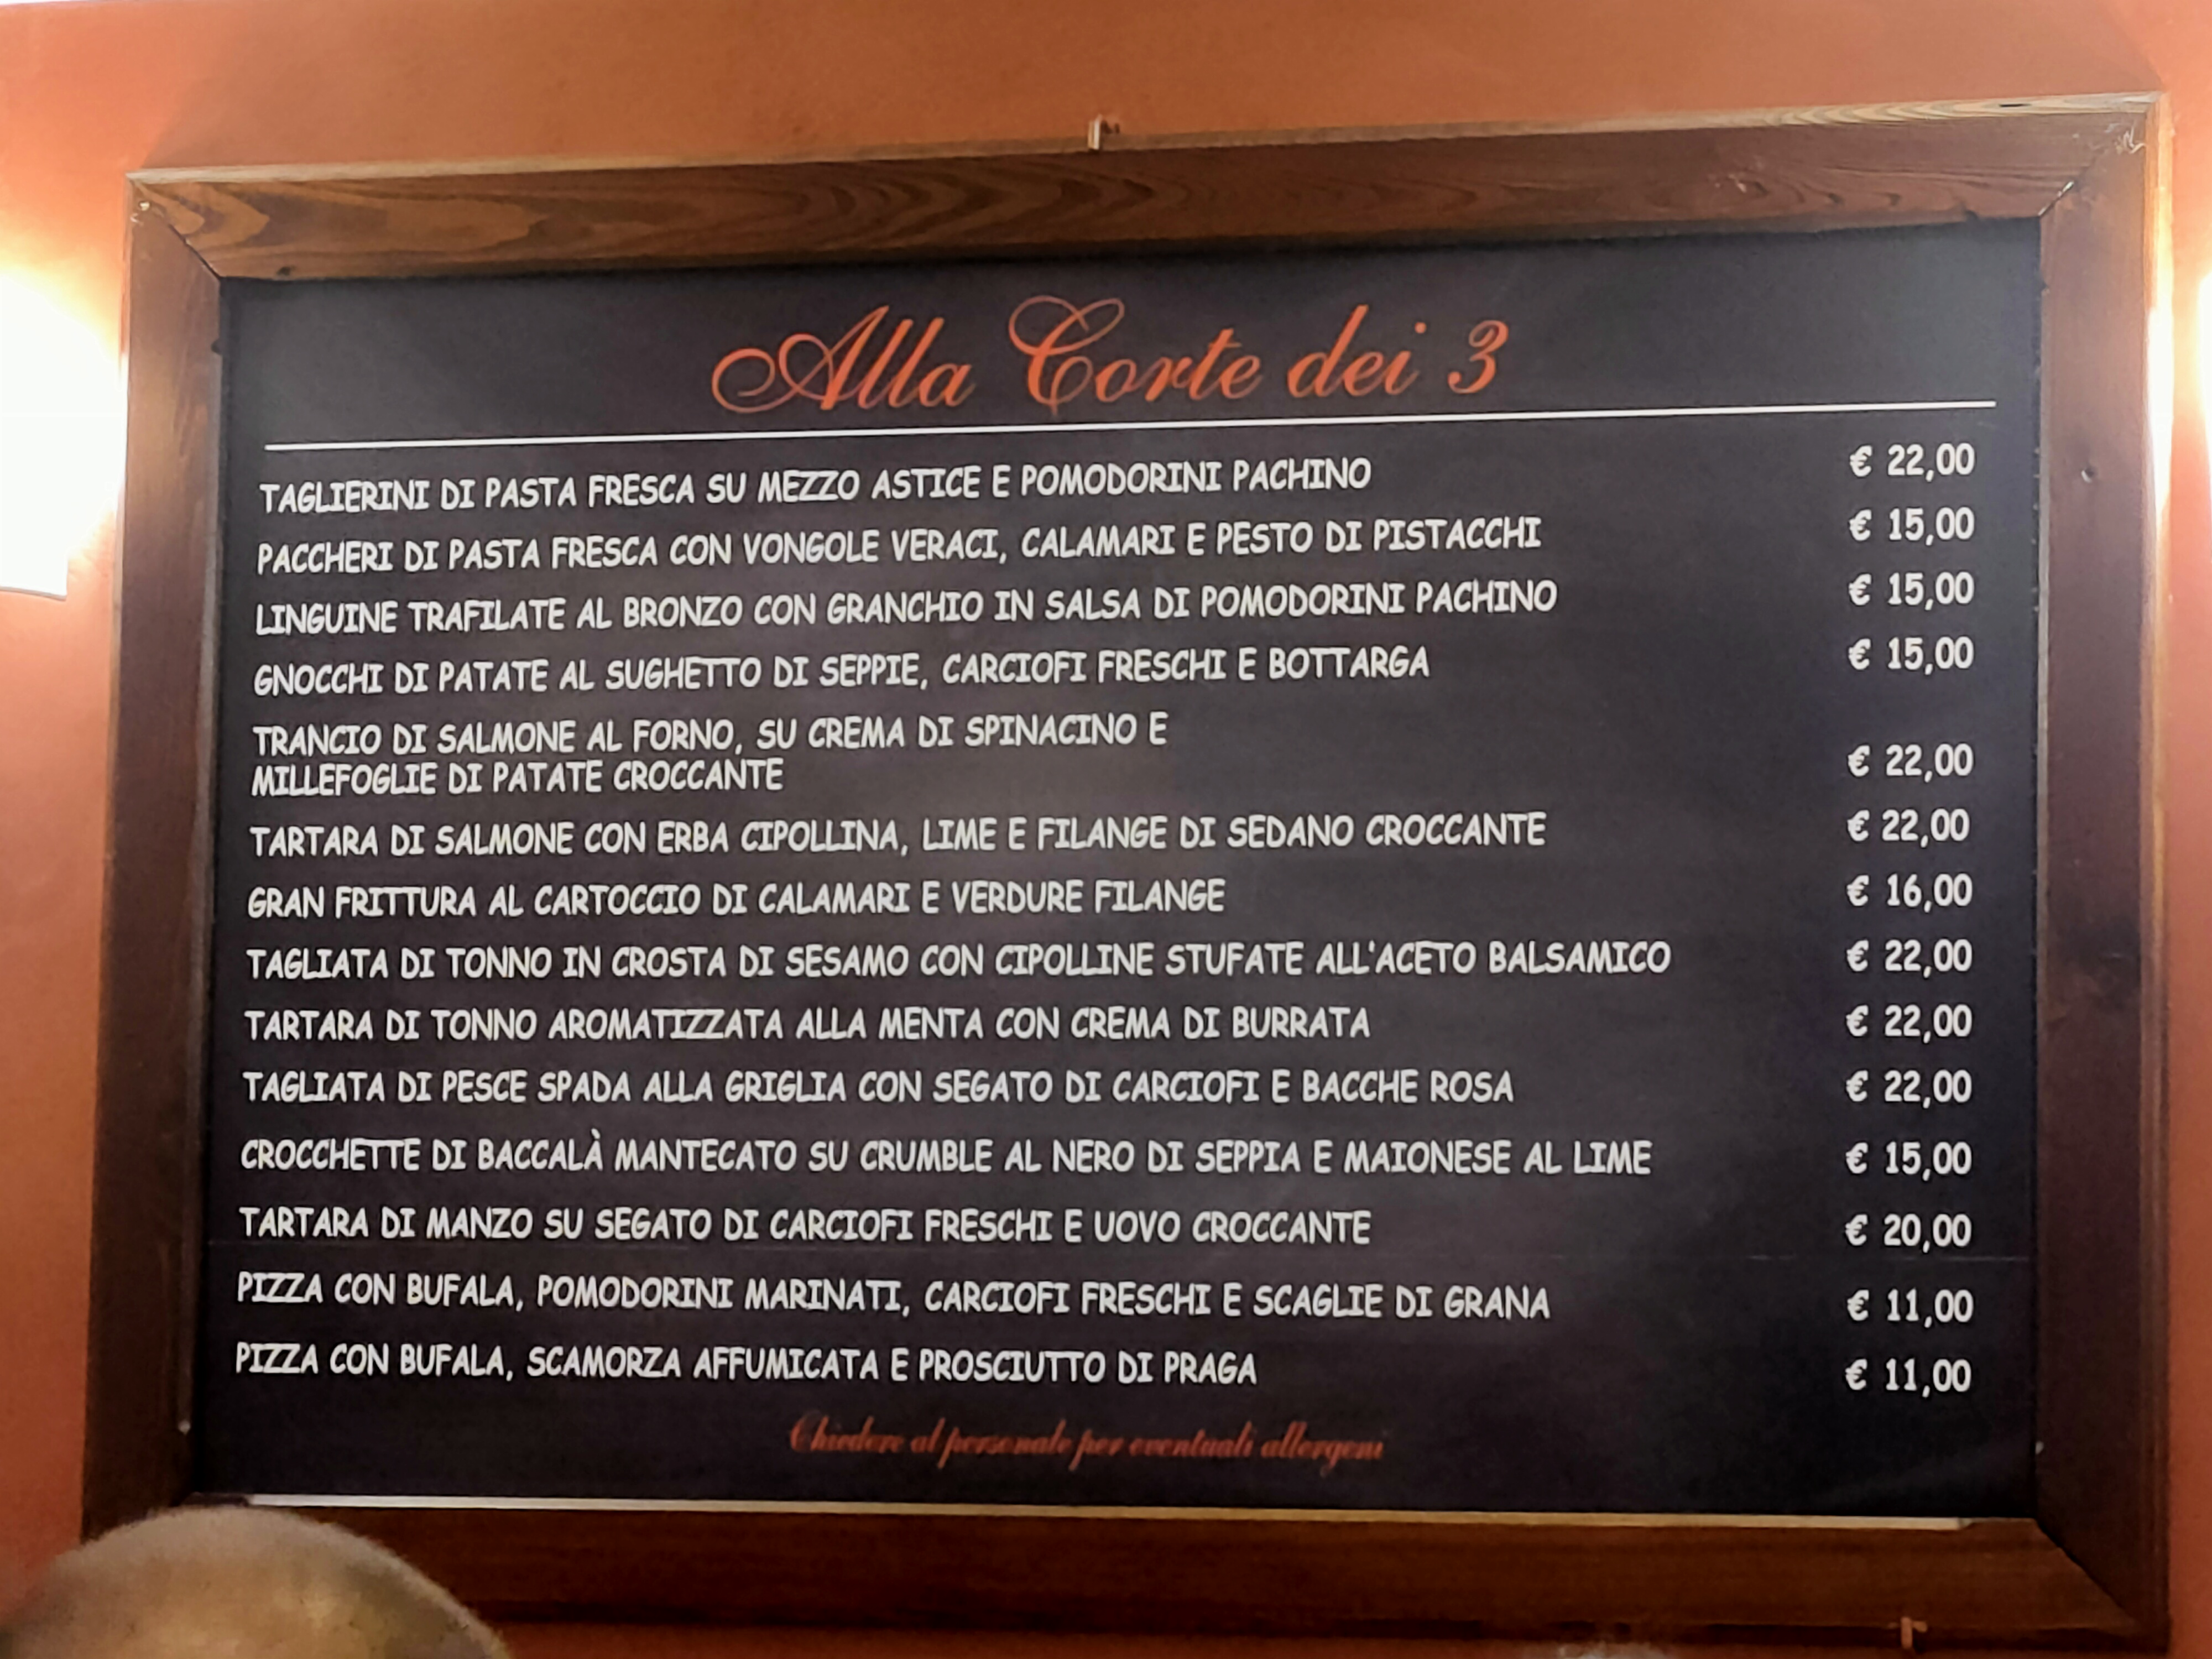 Alla Corte dei 3
TAGLIERINI DI PASTA FRESCA SU MEZZO ASTICE E POMODORINI PACHINO € 22,00
PACCHERI DI PASTA FRESCA CON VONGOLE VERACI, CALAMARI E PESTO DI PISTACCHI € 15,00
LINGUINE TRAFILATE AL BRONZO CON GRANCHIO IN SALSA DI POMODORINI PACHINO € 15,00
GNOCCHI DI PATATE AL SUGHETTO DI SEPPIE, CARCIOFI FRESCHI E BOTTARGA € 15,00
TRANCIO DI SALMONE AL FORNO, SU CREMA DI SPINACINO E
MILLEFOGLIE DI PATATE CROCCANTE € 22,00
TARTARA DI SALMONE CON ERBA CIPOLLINA, LIME E FILANGE DI SEDANO CROCCANTE € 22,00
GRAN FRITTURA AL CARTOCCIO DI CALAMARI E VERDURE FILANGE € 16,00
TAGLIATA DI TONNO IN CROSTA DI SESAMO CON CIPOLLINE STUFATE ALL'ACETO BALSAMICO € 22,00
TARTARA DI TONNO AROMATIZZATA ALLA MENTA CON CREMA DI BURRATA € 22,00
TAGLIATA DI PESCE SPADA ALLA GRIGLIA CON SEGATO DI CARCIOFI E BACCHE ROSA € 22,00
CROCCHETTE DI BACCALÀ MANTECATO SU CRUMBLE AL NERO DI SEPPIA E MAIONESE AL LIME € 15,00
TARTARA DI MANZO SU SEGATO DI CARCIOFI FRESCHI E UOVO CROCCANTE € 20,00
PIZZA CON BUFALA, POMODORINI MARINATI, CARCIOFI FRESCHI E SCAGLIE DI GRANA € 11,00
PIZZA CON BUFALA, SCAMORZA AFFUMICATA E PROSCIUTTO DI PRAGA € 11,00
Chiedere al personale per eventuali allergeni